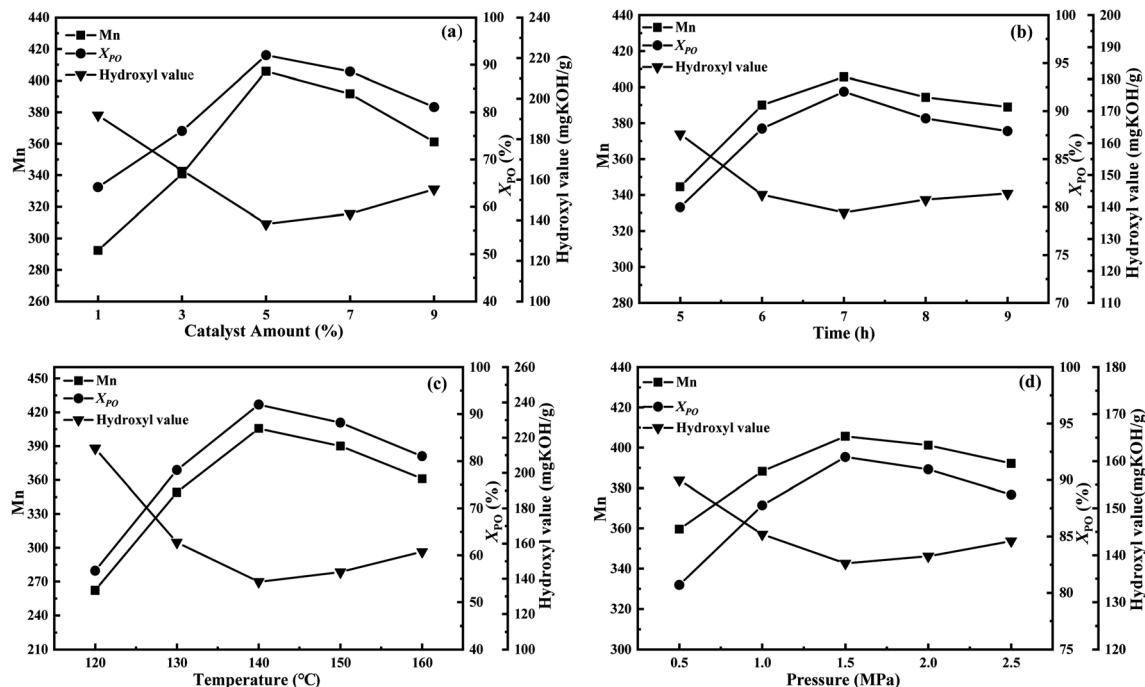 (a)
Mn
X_PO
Hydroxyl value
440
420
400
380
360
340
320
300
280
260
Mn
1 3 5 7 9
Catalyst Amount (%)
100
90
80
70
60
50
40
X_PO (%)
240
220
200
180
160
140
120
100
Hydroxyl value (mgKOH/g)
(b)
Mn
X_PO
Hydroxyl value
440
420
400
380
360
340
320
300
280
Mn
5 6 7 8 9
Time (h)
100
95
90
85
80
75
70
X_PO (%)
200
190
180
170
160
150
140
130
120
110
Hydroxyl value (mgKOH/g)
(c)
Mn
X_PO
Hydroxyl value
450
420
390
360
330
300
270
240
210
Mn
120 130 140 150 160
Temperature (°C)
100
90
80
70
60
50
40
X_PO (%)
260
240
220
200
180
160
140
120
100
Hydroxyl value (mgKOH/g)
(d)
Mn
X_PO
Hydroxyl value
440
420
400
380
360
340
320
300
Mn
0.5 1.0 1.5 2.0 2.5
Pressure (MPa)
100
95
90
85
80
75
X_PO (%)
180
170
160
150
140
130
120
Hydroxyl value(mgKOH/g)